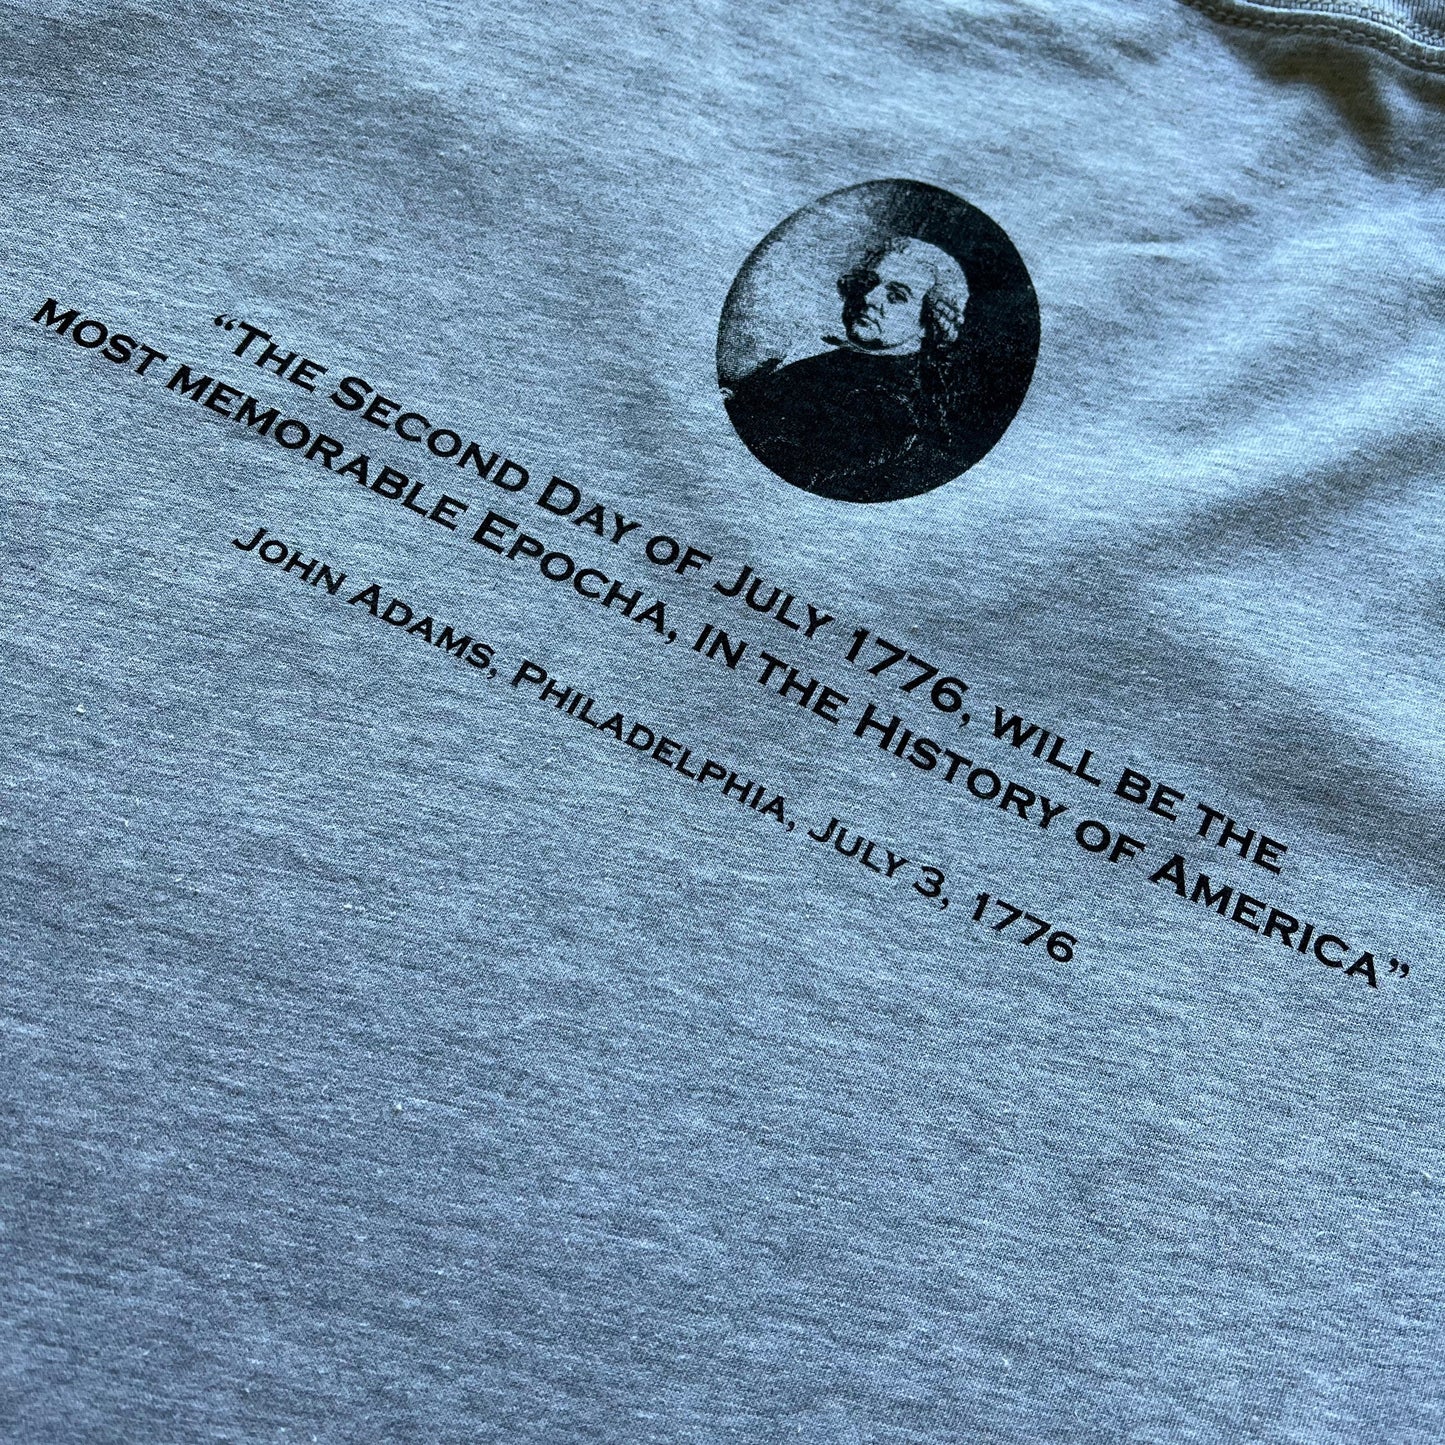 “The Second Day of July 1776, will be the
most memorable Epocha, in the History of America”
John Adams, Philadelphia, July 3, 1776